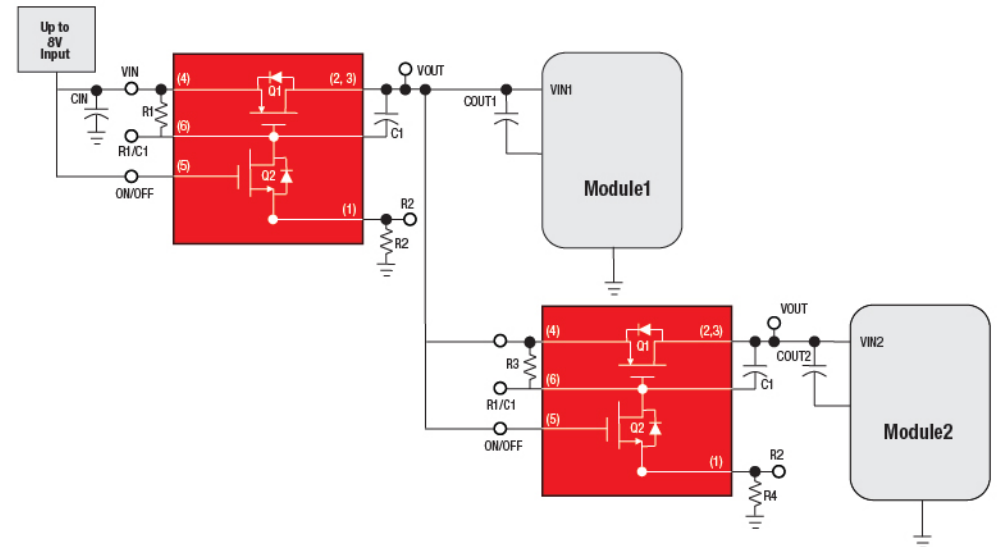 Up to
8V
Input
VIN
CIN
R1
(4)
Q1
(2, 3)
VOUT
COUT1
VIN1
(6)
C1
R1/C1
(5)
Q2
ON/OFF
(1)
R2
R2
Module1
VOUT
(4)
Q1
(2,3)
VIN2
R3
COUT2
(6)
C1
R1/C1
(5)
Q2
ON/OFF
Module2
(1)
R2
R4